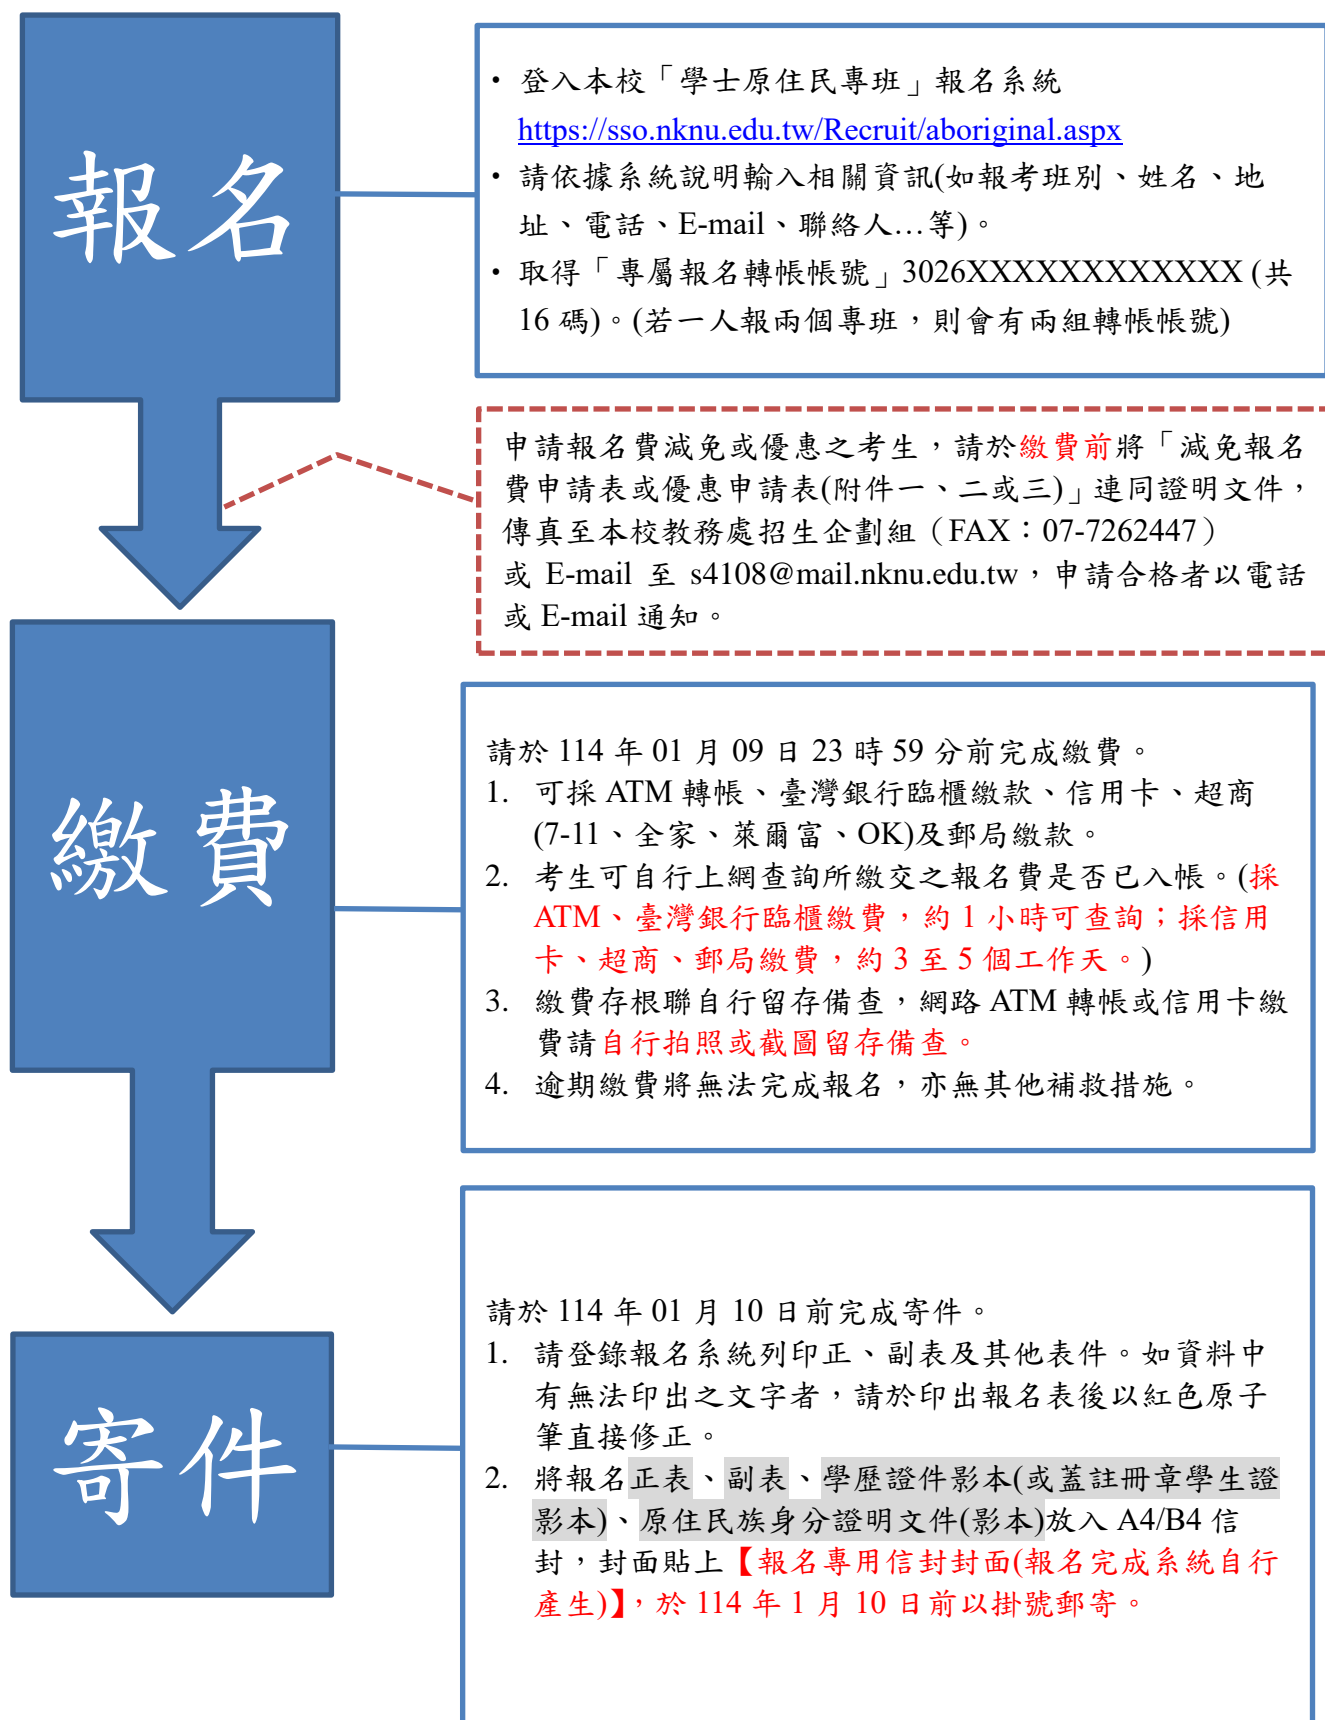 報名
・登入本校「學士原住民專班」報名系統
https://sso.nknu.edu.tw/Recruit/aboriginal.aspx
・請依據系統說明輸入相關資訊(如報考班別、姓名、地
址、電話、E-mail、聯絡人…等)。
・取得「專屬報名轉帳帳號」3026XXXXXXXXXXXX (共
16 碼)。(若一人報兩個專班，則會有兩組轉帳帳號)
申請報名費減免或優惠之考生，請於繳費前將「減免報名
費申請表或優惠申請表(附件一、二或三)」連同證明文件，
傳真至本校教務處招生企劃組（FAX：07-7262447）
或 E-mail 至 s4108@mail.nknu.edu.tw，申請合格者以電話
或 E-mail 通知。
繳費
請於 114 年 01 月 09 日 23 時 59 分前完成繳費。
1. 可採 ATM 轉帳、臺灣銀行臨櫃繳款、信用卡、超商
(7-11、全家、萊爾富、OK)及郵局繳款。
2. 考生可自行上網查詢所繳交之報名費是否已入帳。(採
ATM、臺灣銀行臨櫃繳費，約 1 小時可查詢；採信用
卡、超商、郵局繳費，約 3 至 5 個工作天。)
3. 繳費存根聯自行留存備查，網路 ATM 轉帳或信用卡繳
費請自行拍照或截圖留存備查。
4. 逾期繳費將無法完成報名，亦無其他補救措施。
寄件
請於 114 年 01 月 10 日前完成寄件。
1. 請登錄報名系統列印正、副表及其他表件。如資料中
有無法印出之文字者，請於印出報名表後以紅色原子
筆直接修正。
2. 將報名正表、副表、學歷證件影本(或蓋註冊章學生證
影本)、原住民族身分證明文件(影本)放入 A4/B4 信
封，封面貼上【報名專用信封封面(報名完成系統自行
產生)】，於 114 年 1 月 10 日前以掛號郵寄。